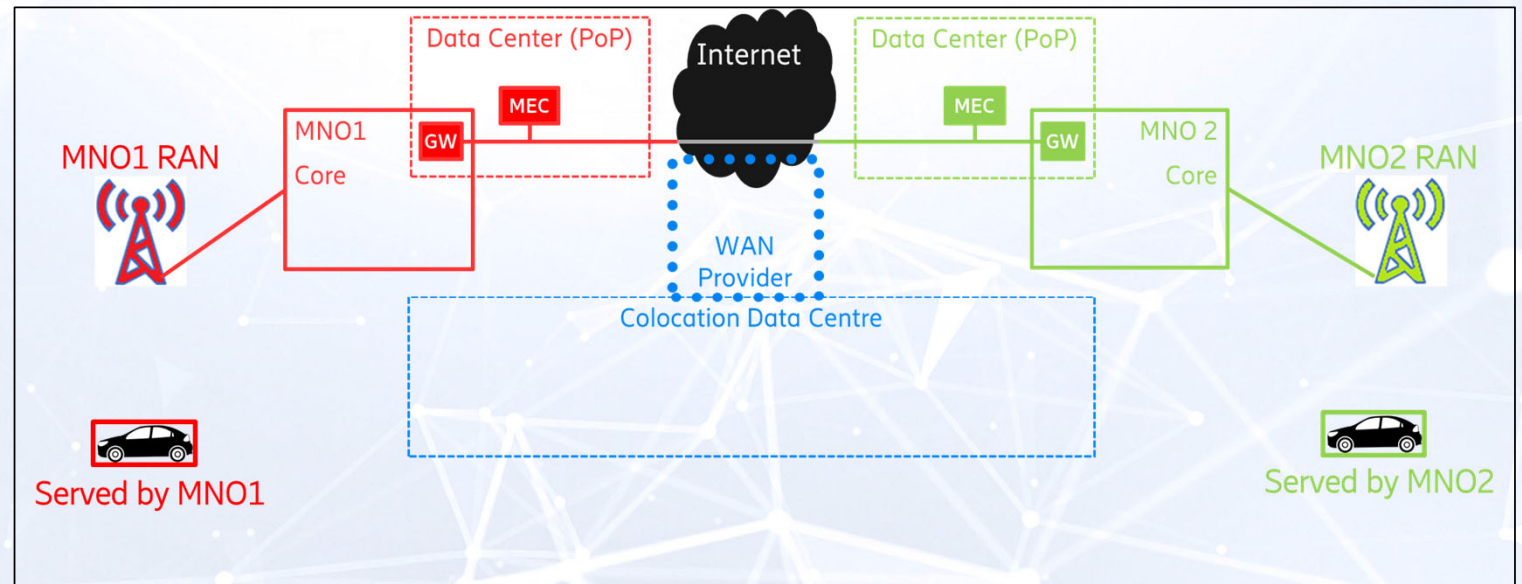 Data Center (PoP)
Internet
Data Center (PoP)
MEC
MEC
MNO1 RAN
MNO1
Core
GW
GW
MNO 2
Core
MNO2 RAN
WAN
Provider
Colocation Data Centre
Served by MNO1
Served by MNO2